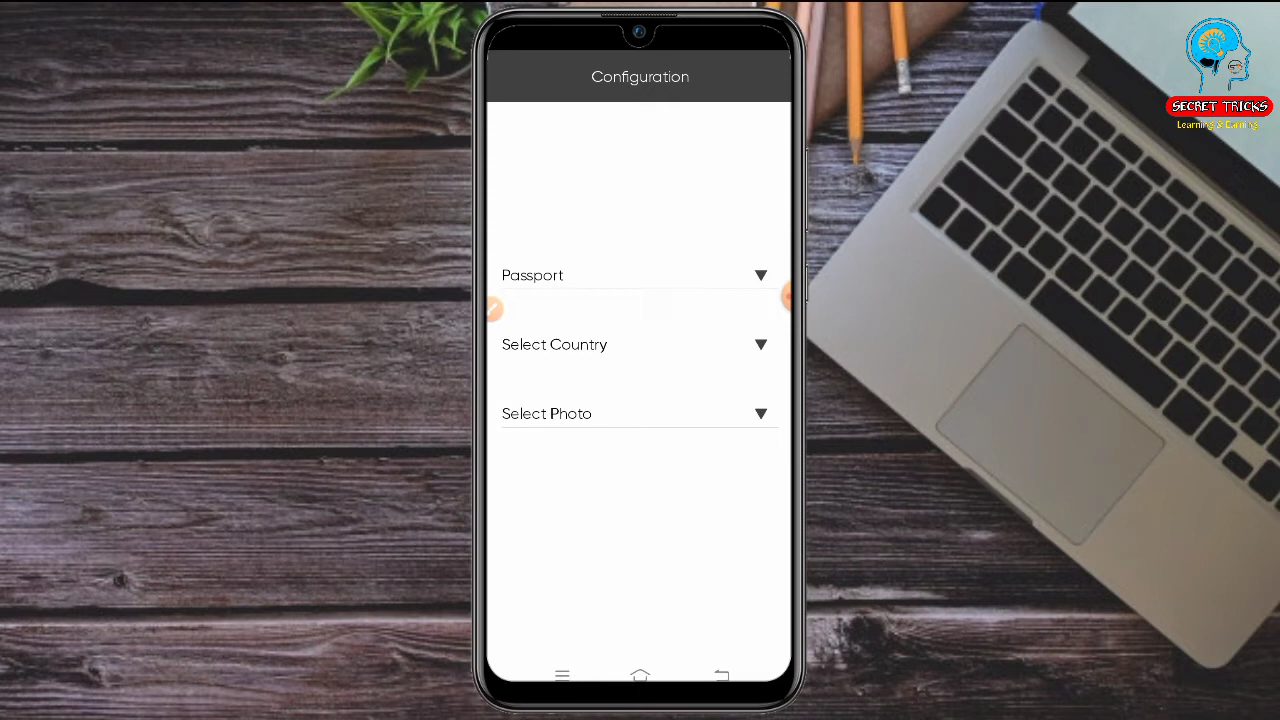 Configuration
SECRET TRICKS
Learning & Earning
Passport
Select Country
Select Photo